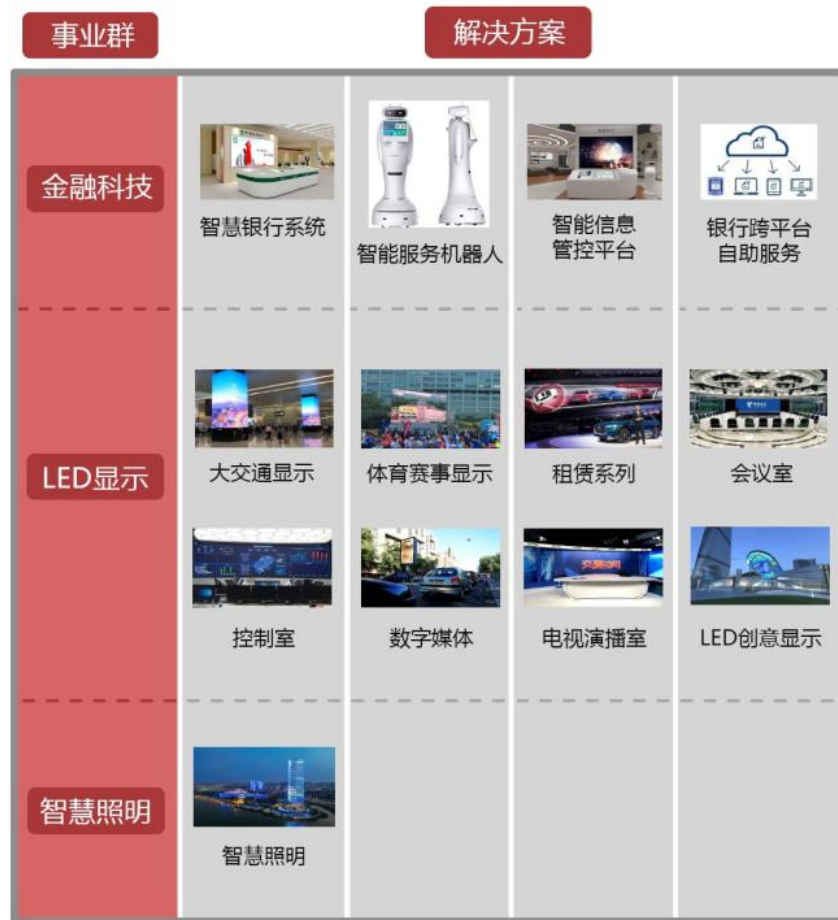 事业群
解决方案
金融科技
智慧银行系统
智能服务机器人
智能信息
管控平台
银行跨平台
自助服务
LED显示
大交通显示
体育赛事显示
租赁系列
会议室
控制室
数字媒体
电视演播室
LED创意显示
智慧照明
智慧照明